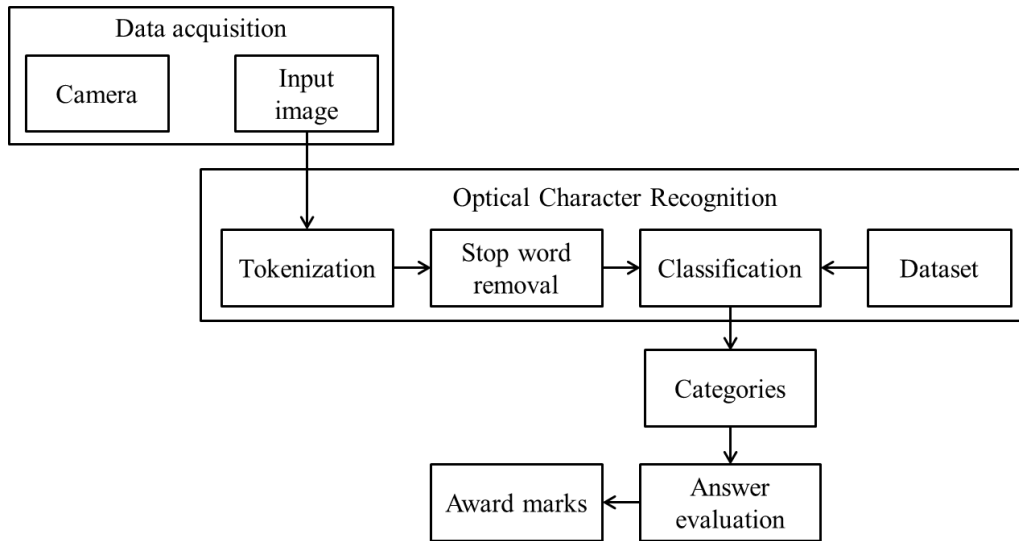 Data acquisition
Camera
Input
image
Optical Character Recognition
Tokenization
Stop word
removal
Classification
Dataset
Categories
Award marks
Answer
evaluation